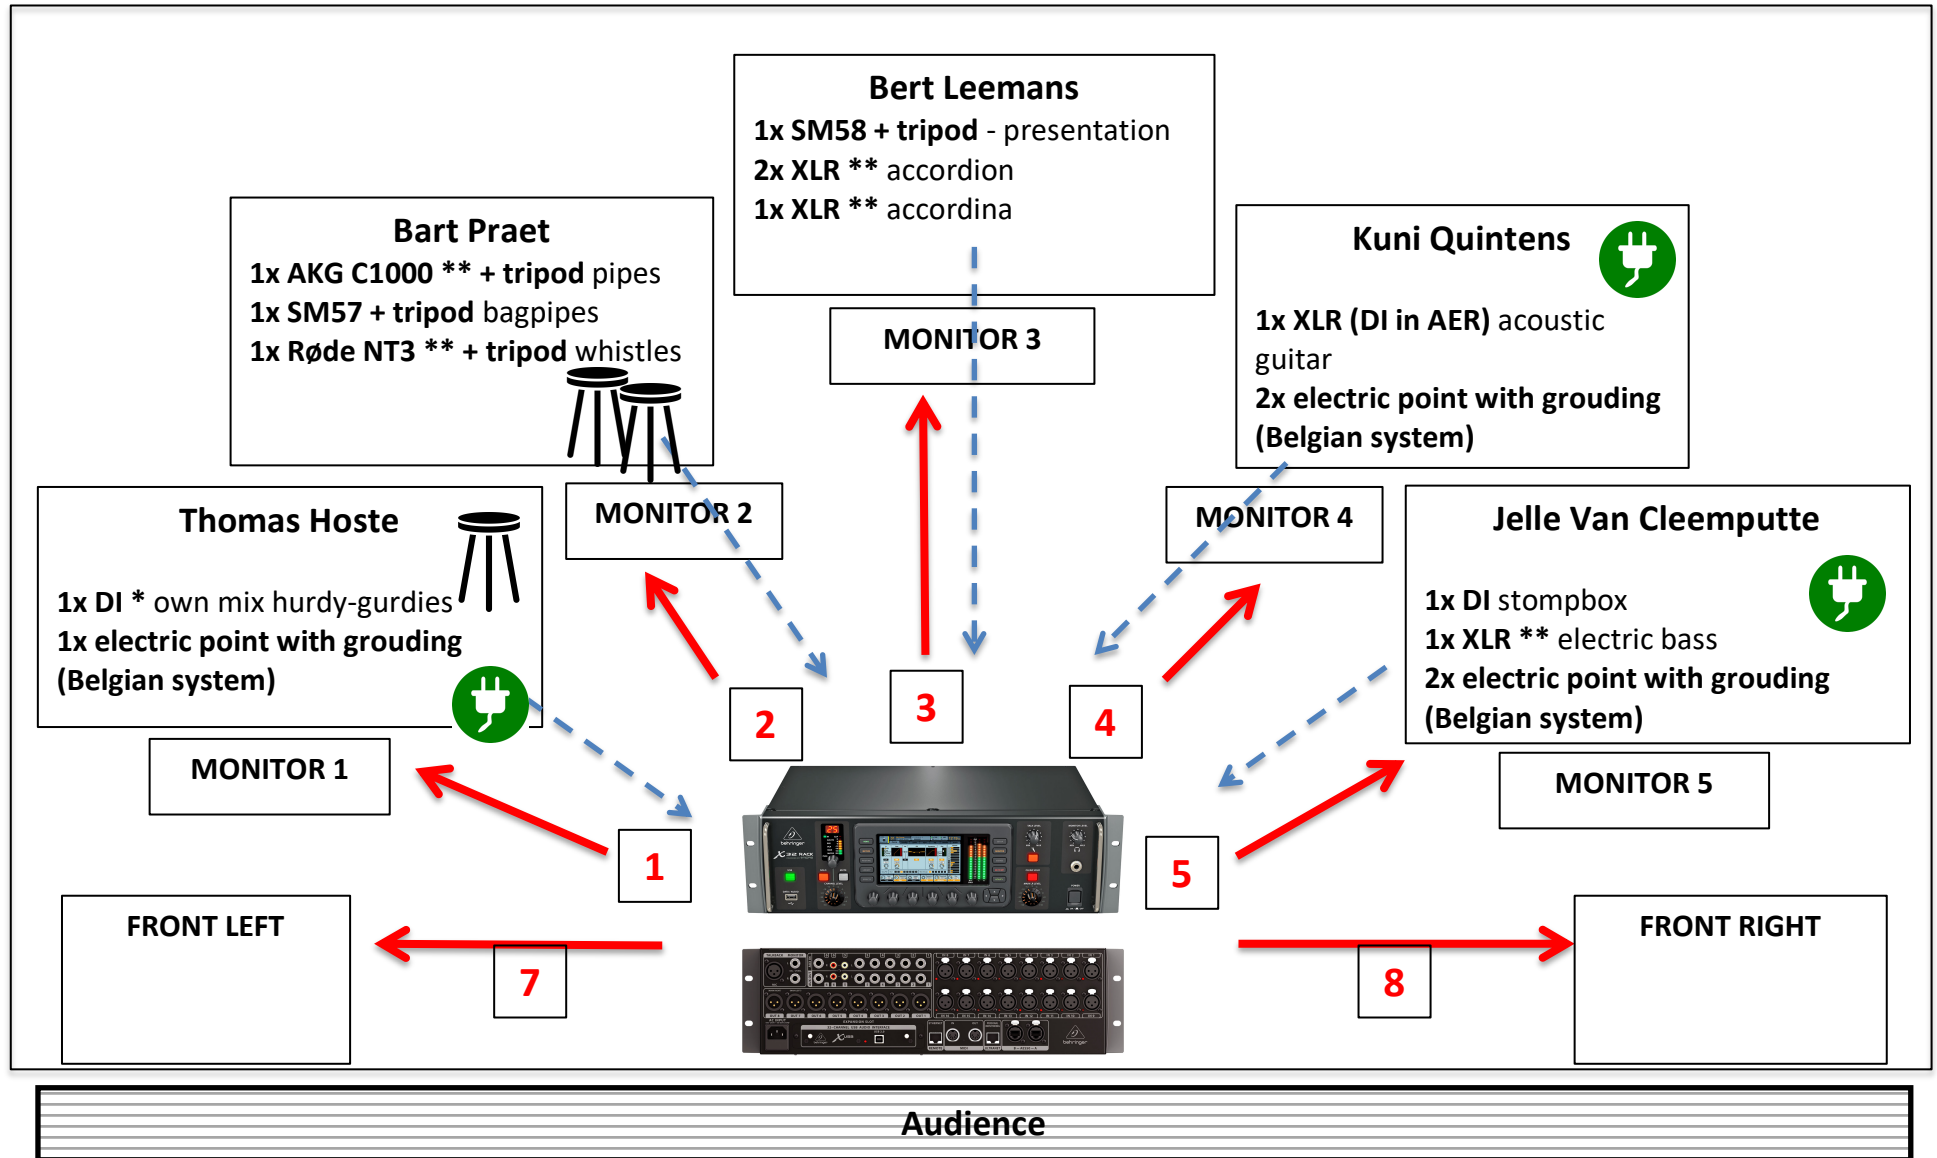 Bert Leemans
1x SM58 + tripod - presentation
2x XLR ** accordion
1x XLR ** accordina
Bart Praet
1x AKG C1000 ** + tripod pipes
1x SM57 + tripod bagpipes
1x Røde NT3 ** + tripod whistles
Kuni Quintens
1x XLR (DI in AER) acoustic
guitar
2x electric point with grouding
(Belgian system)
MONITOR 3
Thomas Hoste
1x DI * own mix hurdy-gurdies
1x electric point with grouding
(Belgian system)
MONITOR 2
MONITOR 4
Jelle Van Cleemputte
1x DI stompbox
1x XLR ** electric bass
2x electric point with grouding
(Belgian system)
MONITOR 1
MONITOR 5
2
3
4
1
5
behringer
X32 RACK
FRONT LEFT
FRONT RIGHT
7
8
behringer
Audience